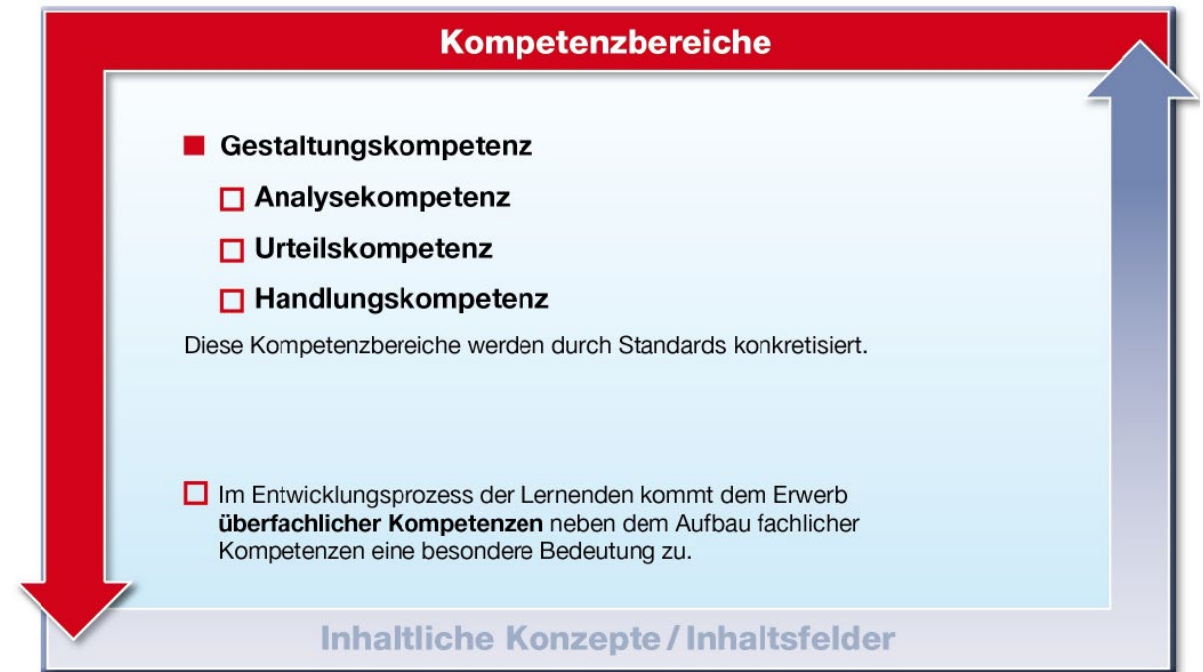 Kompetenzbereiche
Gestaltungskompetenz
Analysekompetenz
Urteilskompetenz
Handlungskompetenz
Diese Kompetenzbereiche werden durch Standards konkretisiert.
Im Entwicklungsprozess der Lernenden kommt dem Erwerb
überfachlicher Kompetenzen neben dem Aufbau fachlicher
Kompetenzen eine besondere Bedeutung zu.
Inhaltliche Konzepte / Inhaltsfelder